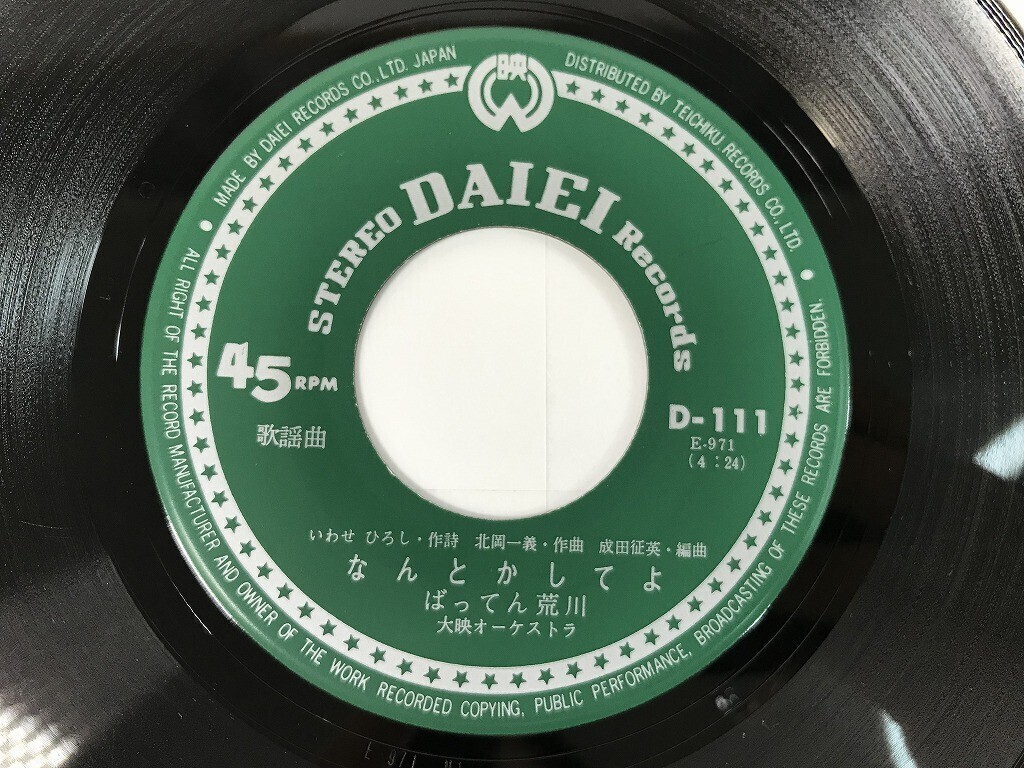 MADE BY DAIEI RECORDS CO.LTD. JAPAN
映
DISTRIBUTED BY TEICHIKU RECORDS CO.LTD.
STEREO DAIEI Records
45 RPM
歌謡曲
D-111
E-971
(4:24)
いわせ ひろし・作詩 北岡一義・作曲 成田征英・編曲
なんとかしてよ
ばってん荒川
大映オーケストラ
ALL RIGHT OF THE RECORD MANUFACTURER AND OWNER OF THE WORK RECORDED COPYING, PUBLIC PERFORMANCE, BROADCASTING OF THESE RECORDS ARE FORBIDDEN.